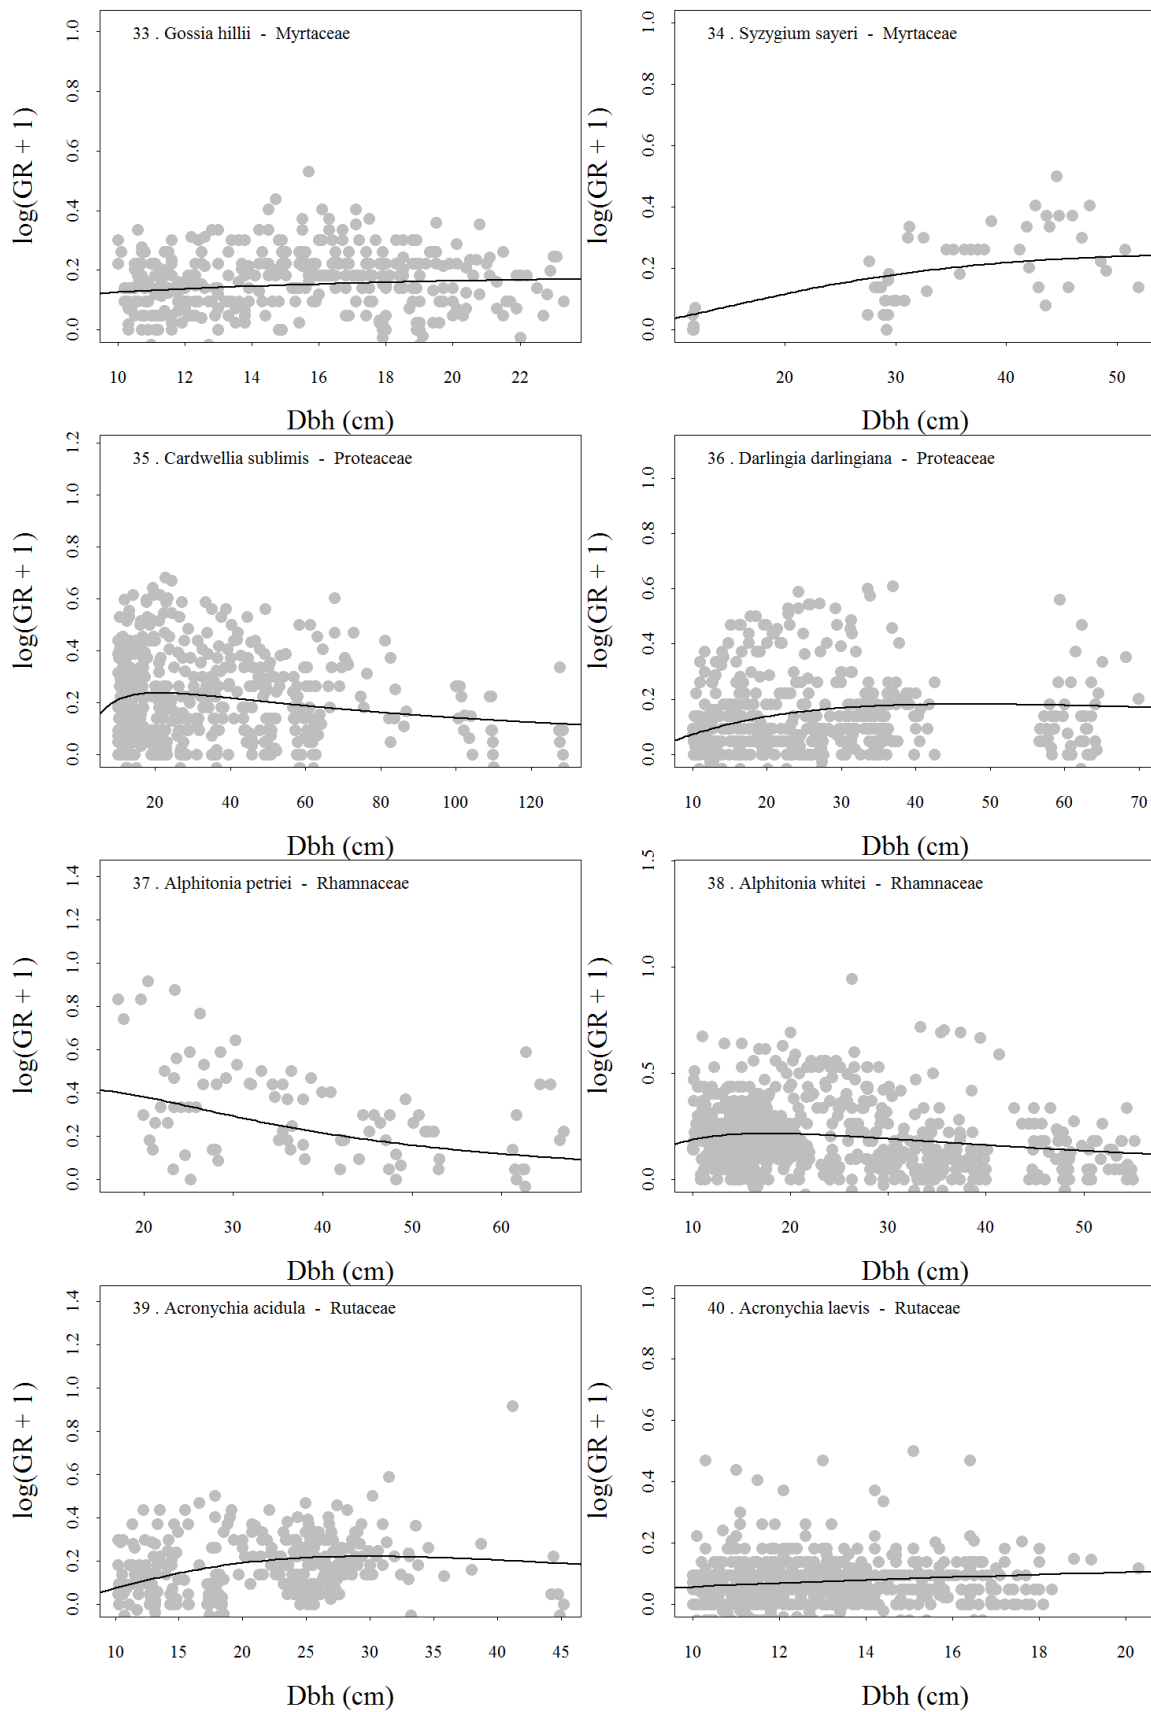 33 . Gossia hillii - Myrtaceae
log(GR + 1)
0.0 0.2 0.4 0.6 0.8 1.0
10 12 14 16 18 20 22
Dbh (cm)
34 . Syzygium sayeri - Myrtaceae
log(GR + 1)
0.0 0.2 0.4 0.6 0.8 1.0
20 30 40 50
Dbh (cm)
35 . Cardwellia sublimis - Proteaceae
log(GR + 1)
0.0 0.2 0.4 0.6 0.8 1.0 1.2
20 40 60 80 100 120
Dbh (cm)
36 . Darlingia darlingiana - Proteaceae
log(GR + 1)
0.0 0.2 0.4 0.6 0.8 1.0
10 20 30 40 50 60 70
Dbh (cm)
37 . Alphitonia petriei - Rhamnaceae
log(GR + 1)
0.0 0.2 0.4 0.6 0.8 1.0 1.2 1.4
20 30 40 50 60
Dbh (cm)
38 . Alphitonia whitei - Rhamnaceae
log(GR + 1)
0.0 0.5 1.0 1.5
10 20 30 40 50
Dbh (cm)
39 . Acronychia acidula - Rutaceae
log(GR + 1)
0.0 0.2 0.4 0.6 0.8 1.0 1.2 1.4
10 15 20 25 30 35 40 45
Dbh (cm)
40 . Acronychia laevis - Rutaceae
log(GR + 1)
0.0 0.2 0.4 0.6 0.8 1.0
10 12 14 16 18 20
Dbh (cm)